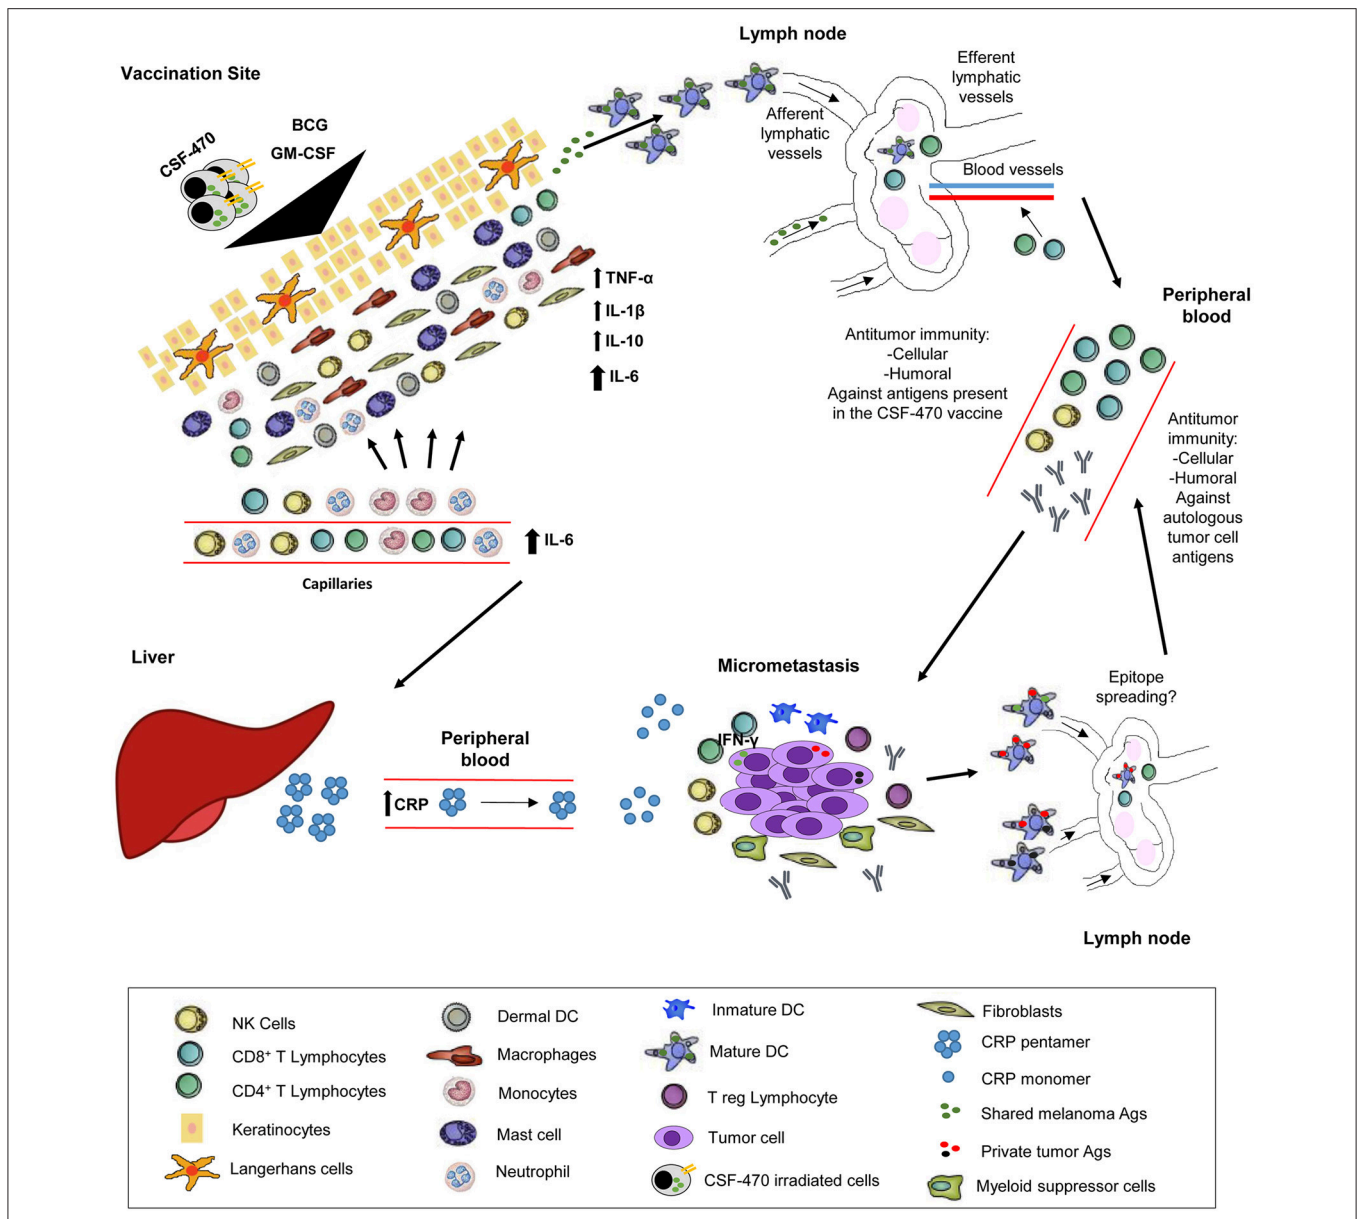 Lymph node
Vaccination Site
CSF-470
BCG
GM-CSF
Efferent
lymphatic
vessels
Afferent
lymphatic
vessels
Blood vessels
TNF-α
IL-1β
IL-10
IL-6
Peripheral
blood
Antitumor immunity:
-Cellular
-Humoral
Against antigens present
in the CSF-470 vaccine
Antitumor
immunity:
-Cellular
-Humoral
Against
autologous
tumor cell
antigens
IL-6
Capillaries
Liver
Peripheral
blood
CRP
Micrometastasis
IFN-γ
Epitope
spreading?
Lymph node
NK Cells
CD8+ T Lymphocytes
CD4+ T Lymphocytes
Keratinocytes
Langerhans cells
Dermal DC
Macrophages
Monocytes
Mast cell
Neutrophil
Inmature DC
Mature DC
T reg Lymphocyte
Tumor cell
CSF-470 irradiated cells
Fibroblasts
CRP pentamer
CRP monomer
Shared melanoma Ags
Private tumor Ags
Myeloid suppressor cells